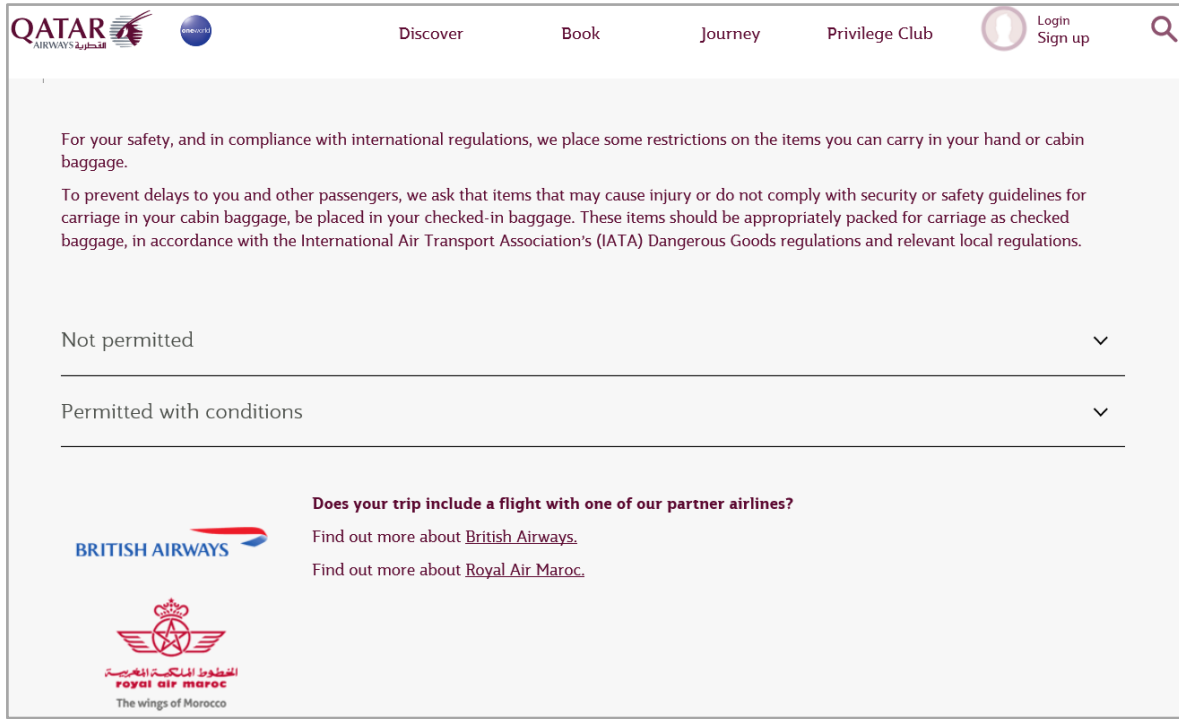 QATAR
AIRWAYS القطرية
oneworld
Discover
Book
Journey
Privilege Club
Login
Sign up
For your safety, and in compliance with international regulations, we place some restrictions on the items you can carry in your hand or cabin
baggage.
To prevent delays to you and other passengers, we ask that items that may cause injury or do not comply with security or safety guidelines for
carriage in your cabin baggage, be placed in your checked-in baggage. These items should be appropriately packed for carriage as checked
baggage, in accordance with the International Air Transport Association’s (IATA) Dangerous Goods regulations and relevant local regulations.
Not permitted
Permitted with conditions
Does your trip include a flight with one of our partner airlines?
BRITISH AIRWAYS
Find out more about British Airways.
Find out more about Royal Air Maroc.
الخطوط الملكية المغربية
royal air maroc
The wings of Morocco